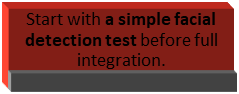 Start with a simple facial
detection test before full
integration.